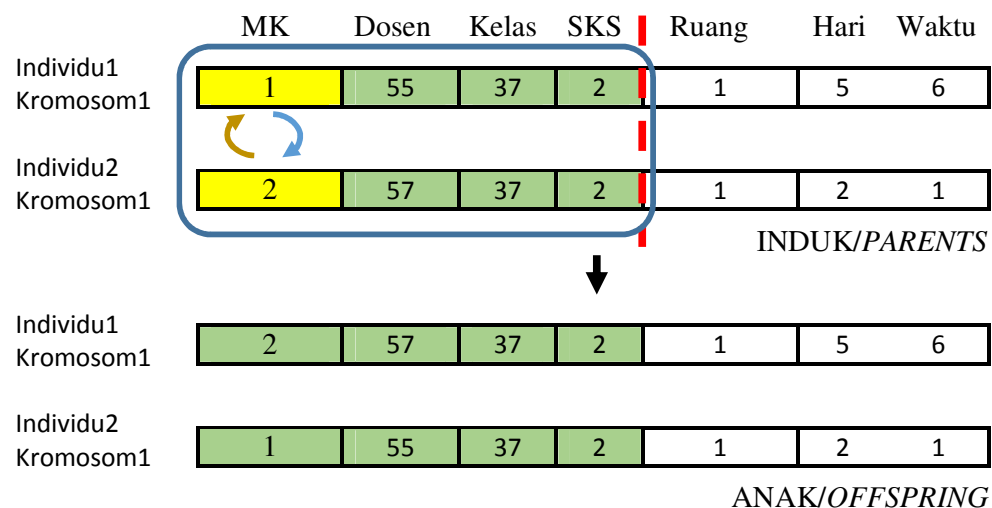 MK Dosen Kelas SKS Ruang Hari Waktu
Individu1
Kromosom1
1 55 37 2 1 5 6
Individu2
Kromosom1
2 57 37 2 1 2 1
INDUK/PARENTS
Individu1
Kromosom1
2 57 37 2 1 5 6
Individu2
Kromosom1
1 55 37 2 1 2 1
ANAK/OFFSPRING